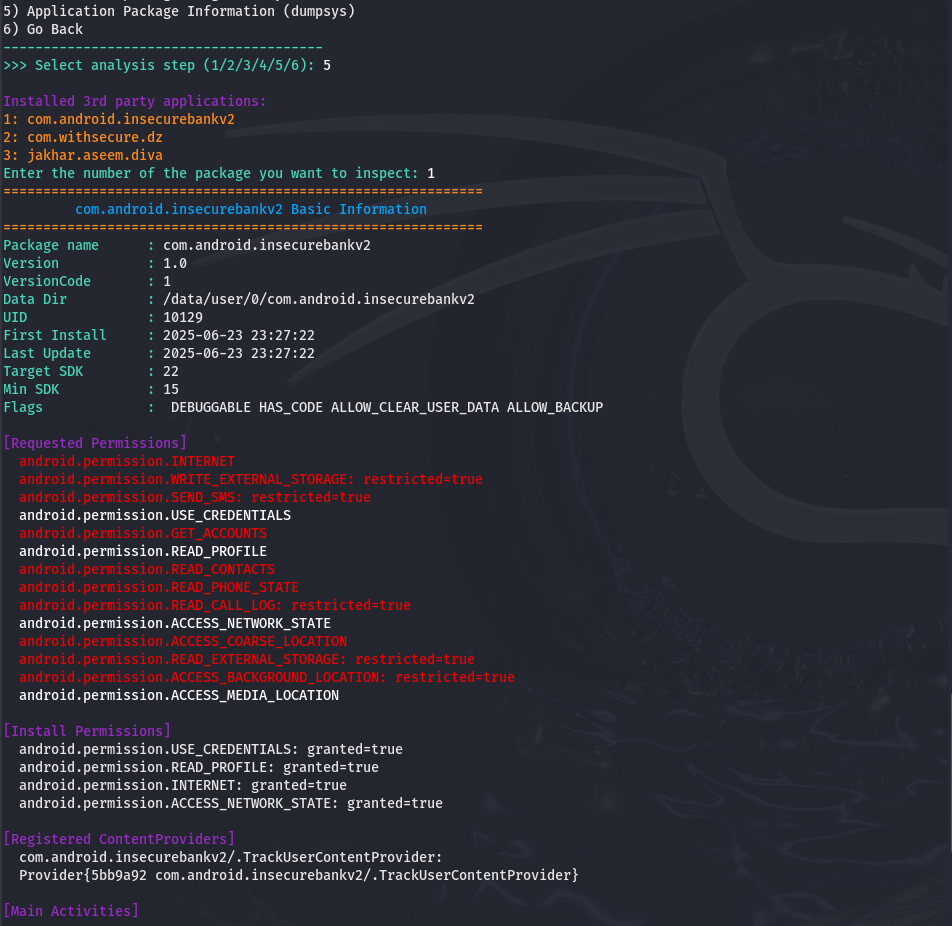 5) Application Package Information (dumpsys)
6) Go Back
----------------------------------------
>>> Select analysis step (1/2/3/4/5/6): 5
Installed 3rd party applications:
1: com.android.insecurebankv2
2: com.withsecure.dz
3: jakhar.aseem.diva
Enter the number of the package you want to inspect: 1
============================================================
com.android.insecurebankv2 Basic Information
============================================================
Package name      : com.android.insecurebankv2
Version           : 1.0
VersionCode       : 1
Data Dir          : /data/user/0/com.android.insecurebankv2
UID               : 10129
First Install     : 2025-06-23 23:27:22
Last Update       : 2025-06-23 23:27:22
Target SDK        : 22
Min SDK           : 15
Flags             :  DEBUGGABLE HAS_CODE ALLOW_CLEAR_USER_DATA ALLOW_BACKUP
[Requested Permissions]
android.permission.INTERNET
android.permission.WRITE_EXTERNAL_STORAGE: restricted=true
android.permission.SEND_SMS: restricted=true
android.permission.USE_CREDENTIALS
android.permission.GET_ACCOUNTS
android.permission.READ_PROFILE
android.permission.READ_CONTACTS
android.permission.READ_PHONE_STATE
android.permission.READ_CALL_LOG: restricted=true
android.permission.ACCESS_NETWORK_STATE
android.permission.ACCESS_COARSE_LOCATION
android.permission.READ_EXTERNAL_STORAGE: restricted=true
android.permission.ACCESS_BACKGROUND_LOCATION: restricted=true
android.permission.ACCESS_MEDIA_LOCATION
[Install Permissions]
android.permission.USE_CREDENTIALS: granted=true
android.permission.READ_PROFILE: granted=true
android.permission.INTERNET: granted=true
android.permission.ACCESS_NETWORK_STATE: granted=true
[Registered ContentProviders]
com.android.insecurebankv2/.TrackUserContentProvider:
Provider{5bb9a92 com.android.insecurebankv2/.TrackUserContentProvider}
[Main Activities]